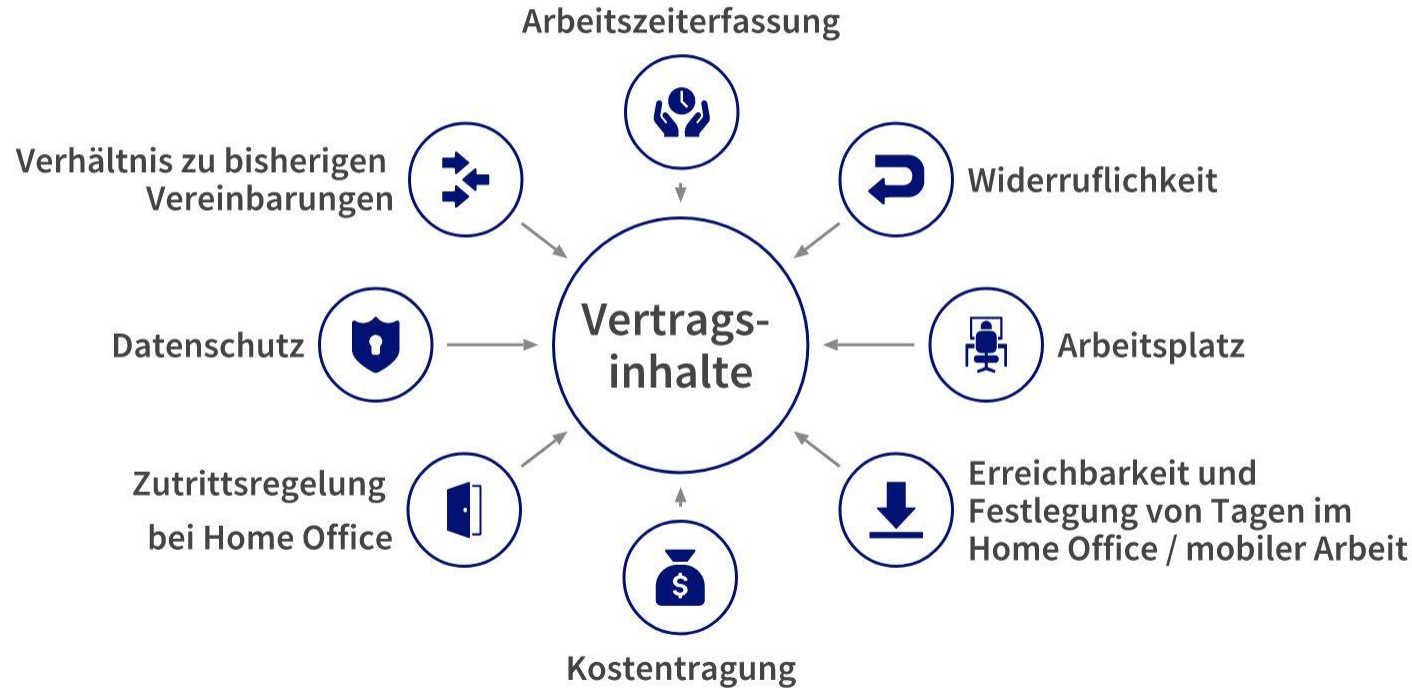 Arbeitszeiterfassung
Verhältnis zu bisherigen
Vereinbarungen
Widerruflichkeit
Vertrags-
inhalte
Datenschutz
Arbeitsplatz
Zutrittsregelung
bei Home Office
Erreichbarkeit und
Festlegung von Tagen im
Home Office / mobiler Arbeit
$
Kostentragung